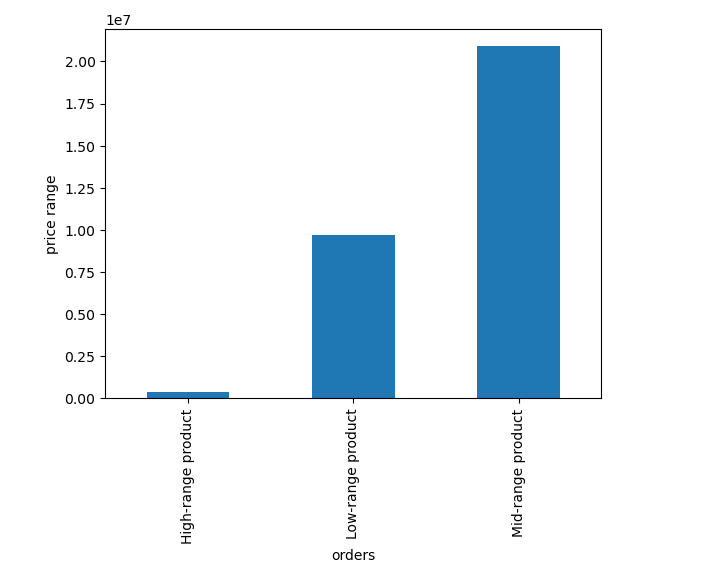 1e7
2.00
1.75
1.50
1.25
1.00
0.75
0.50
0.25
0.00
price range
High-range product
Low-range product
Mid-range product
orders